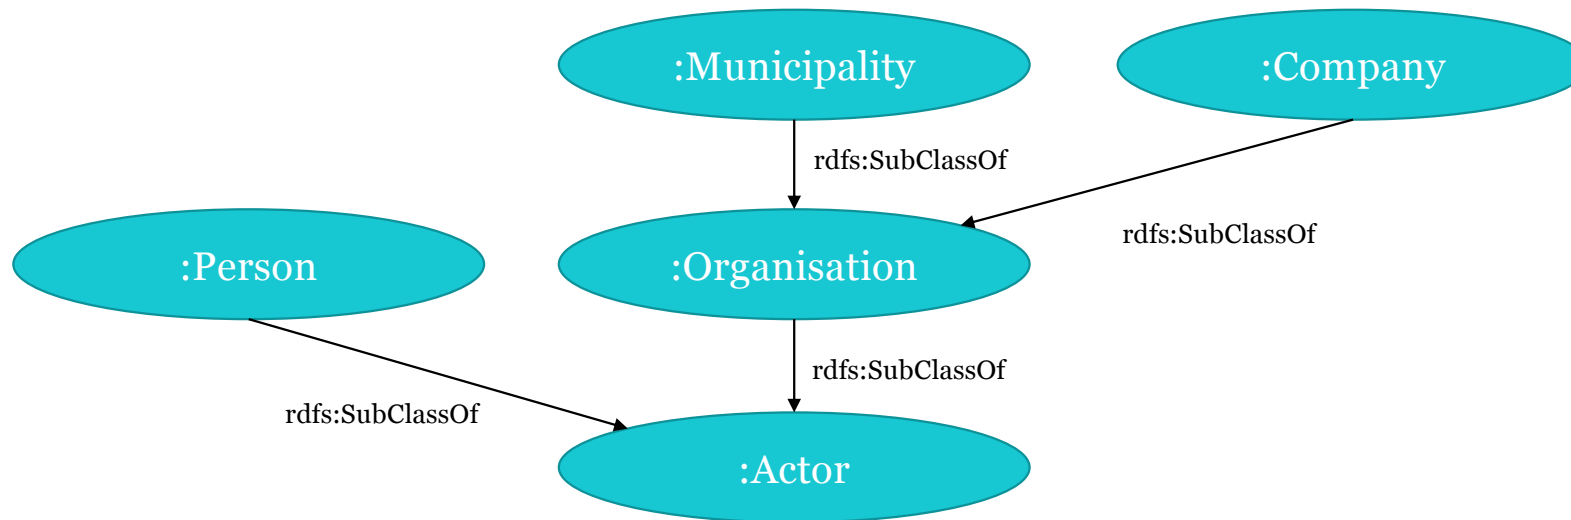 :Municipality
:Company
rdfs:SubClassOf
rdfs:SubClassOf
:Person
:Organisation
rdfs:SubClassOf
rdfs:SubClassOf
:Actor